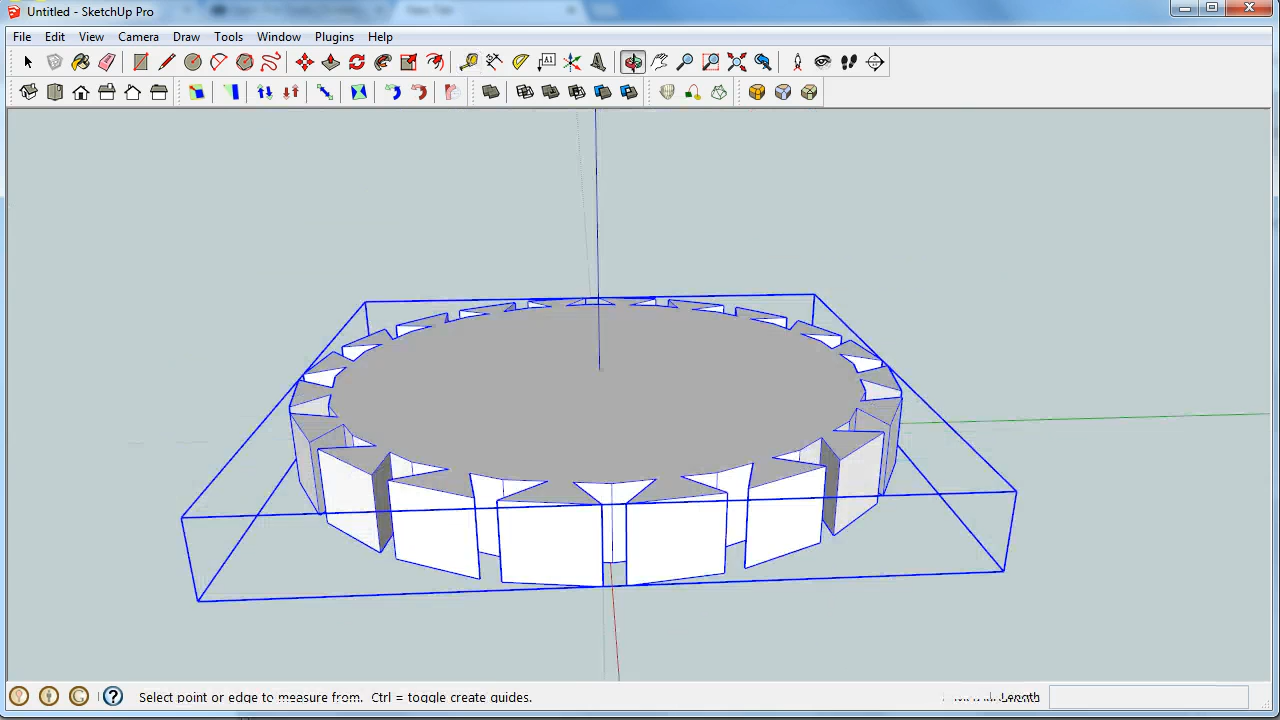 Untitled - SketchUp Pro
File Edit View Camera Draw Tools Window Plugins Help
A1
Select point or edge to measure from. Ctrl = toggle create guides. Length